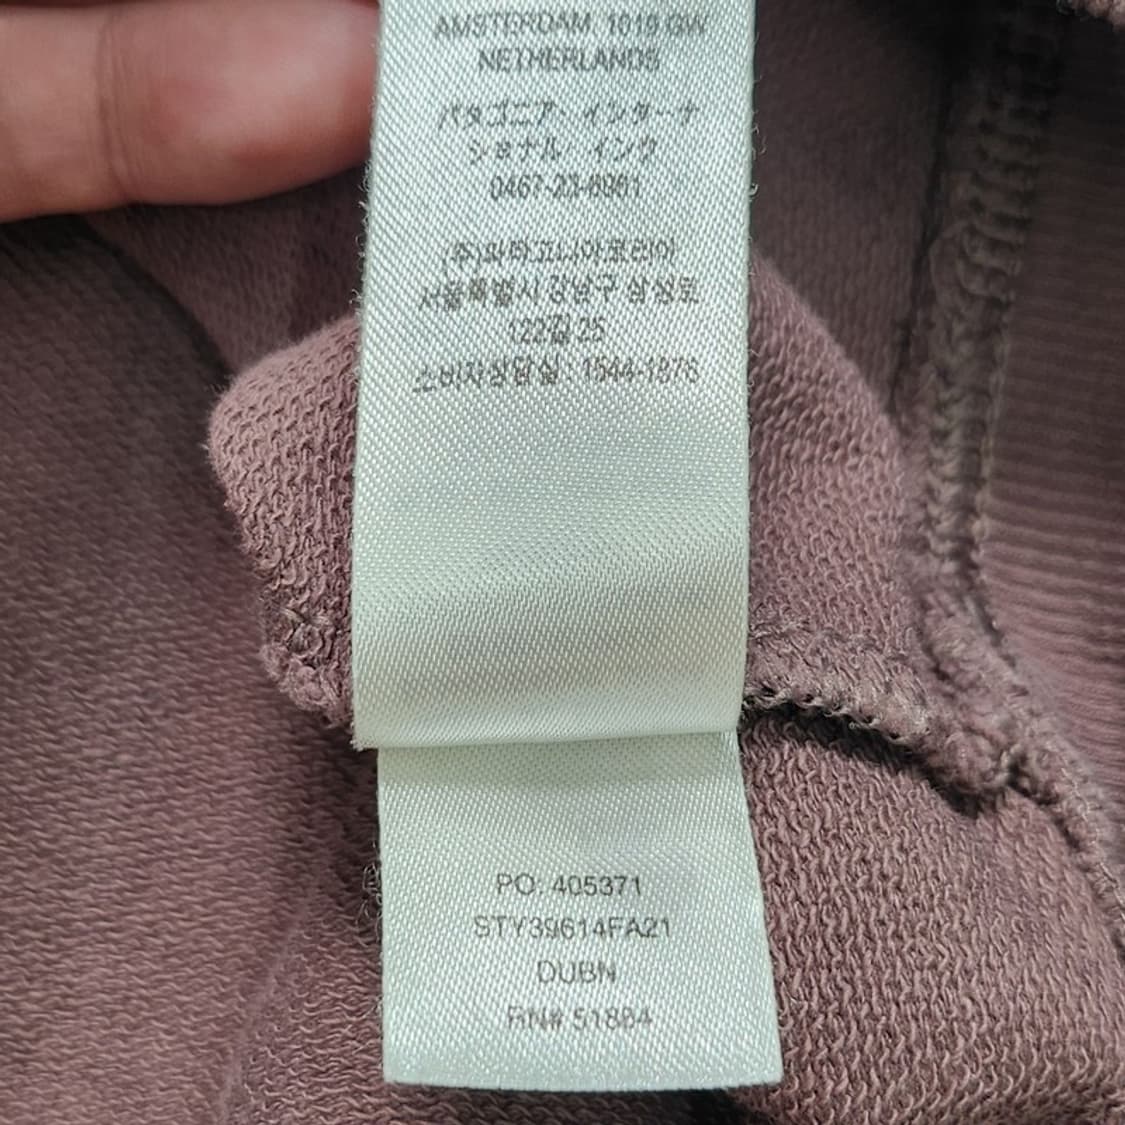 AMSTERDAM, 1019 GW
NETHERLANDS
パタゴニア・インターナ
ショナル・インク
0467-23-8961
(주)파타고니아코리아
서울특별시 강남구 삼성로
122길 25
소비자상담실: 1544-1876
PO: 405371
STY39614FA21
DUBN
RN# 51884